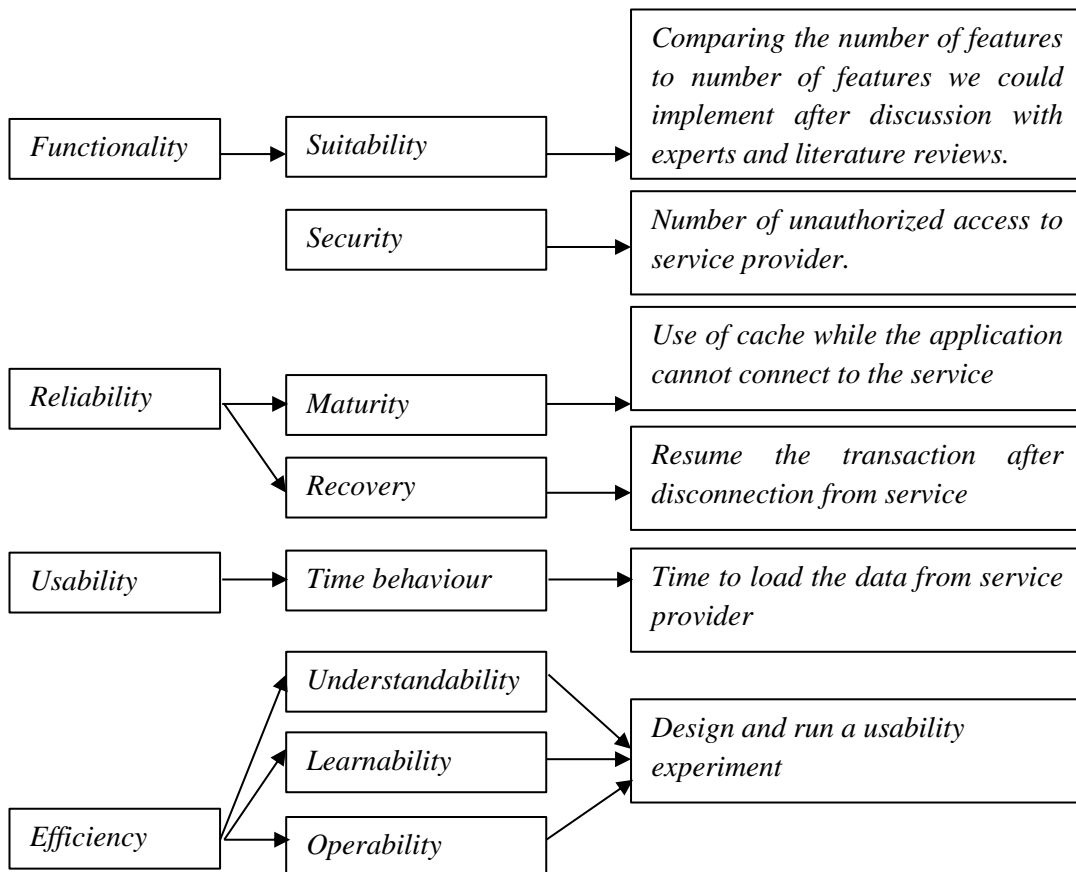 Functionality
Suitability
Comparing the number of features
to number of features we could
implement after discussion with
experts and literature reviews.
Security
Number of unauthorized access to
service provider.
Reliability
Maturity
Use of cache while the application
cannot connect to the service
Recovery
Resume the transaction after
disconnection from service
Usability
Time behaviour
Time to load the data from service
provider
Efficiency
Understandability
Learnability
Operability
Design and run a usability
experiment